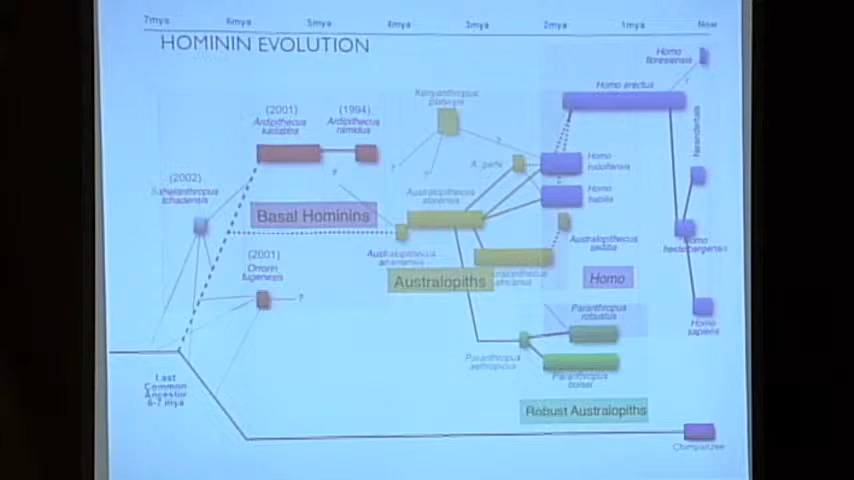 7mya 6mya 5mya 4mya 3mya 2mya 1mya Now
HOMININ EVOLUTION
Homo
floresiensis
?
Homo erectus
Kenyanthropus
platyops
(2001)
Ardipithecus
kadabba
(1994)
Ardipithecus
ramidus
Neandertals
?
?
?
?
A. garhi
Homo
rudolfensis
(2002)
Sahelanthropus
tchadensis
Australopithecus
afarensis
Homo
habilis
Basal Hominins
Australopithecus
sediba
Homo
heidelbergensis
Australopithecus
anamensis
(2001)
Orrorin
tugenensis
Australopiths
africanus
Homo
?
Paranthropus
robustus
Homo
sapiens
Paranthropus
aethiopicus
Paranthropus
boisei
Last
Common
Ancestor
6-7 mya
Robust Australopiths
Chimpanzee